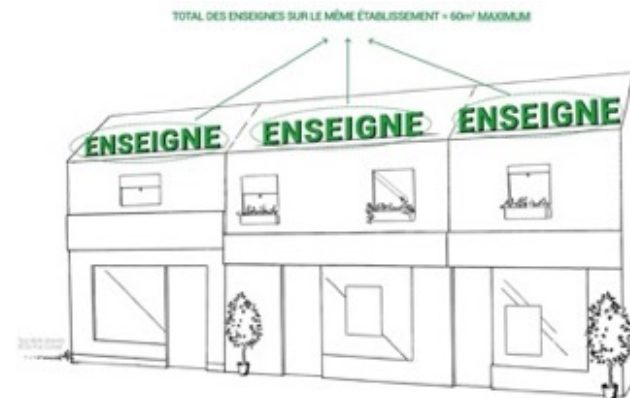 TOTAL DES ENSEIGNES SUR LE MÊME ÉTABLISSEMENT = 60m² MAXIMUM
ENSEIGNE ENSEIGNE ENSEIGNE